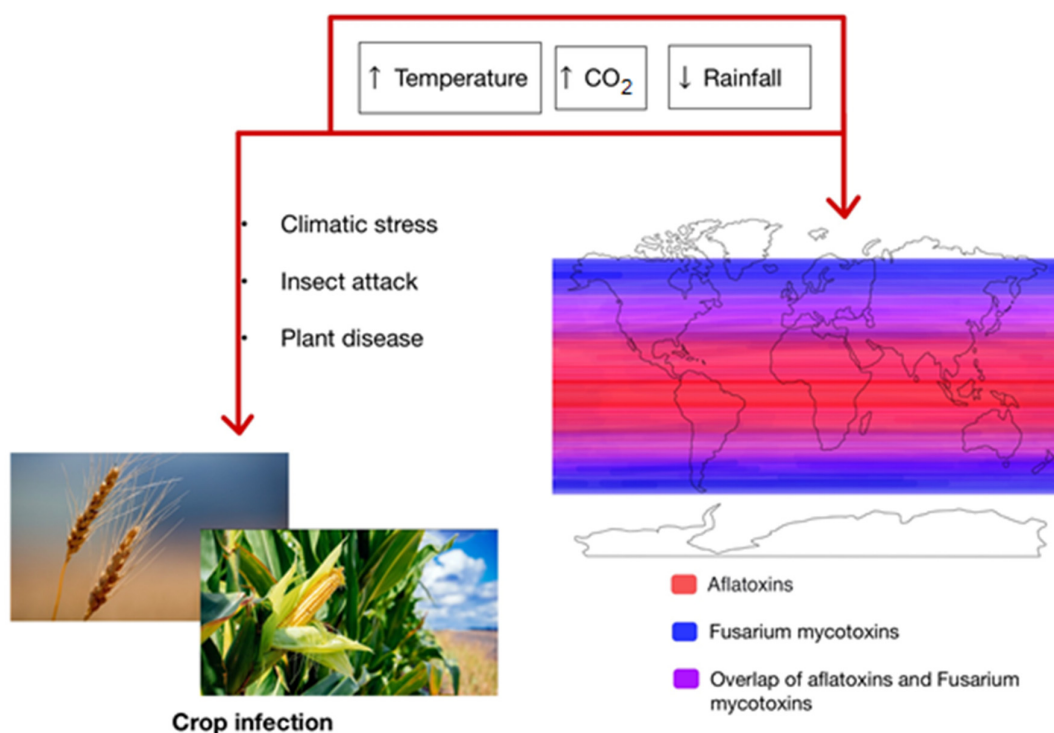 ↑ Temperature
↑ CO₂
↓ Rainfall
• Climatic stress
• Insect attack
• Plant disease
Aflatoxins
Fusarium mycotoxins
Overlap of aflatoxins and Fusarium
mycotoxins
Crop infection